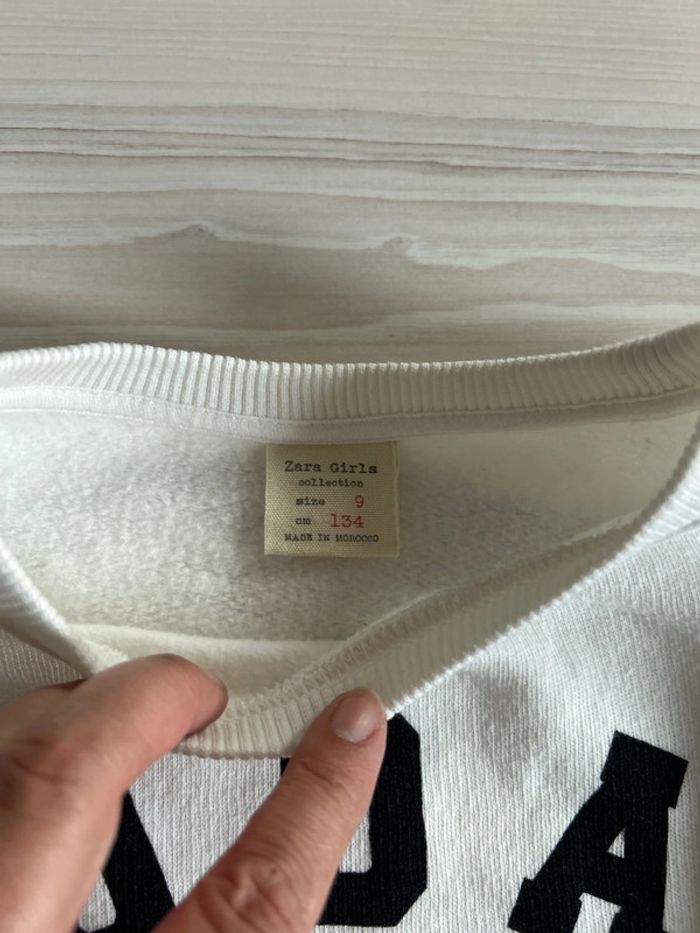 Zara Girls
collection
size 9
cm 134
MADE IN MOROCCO